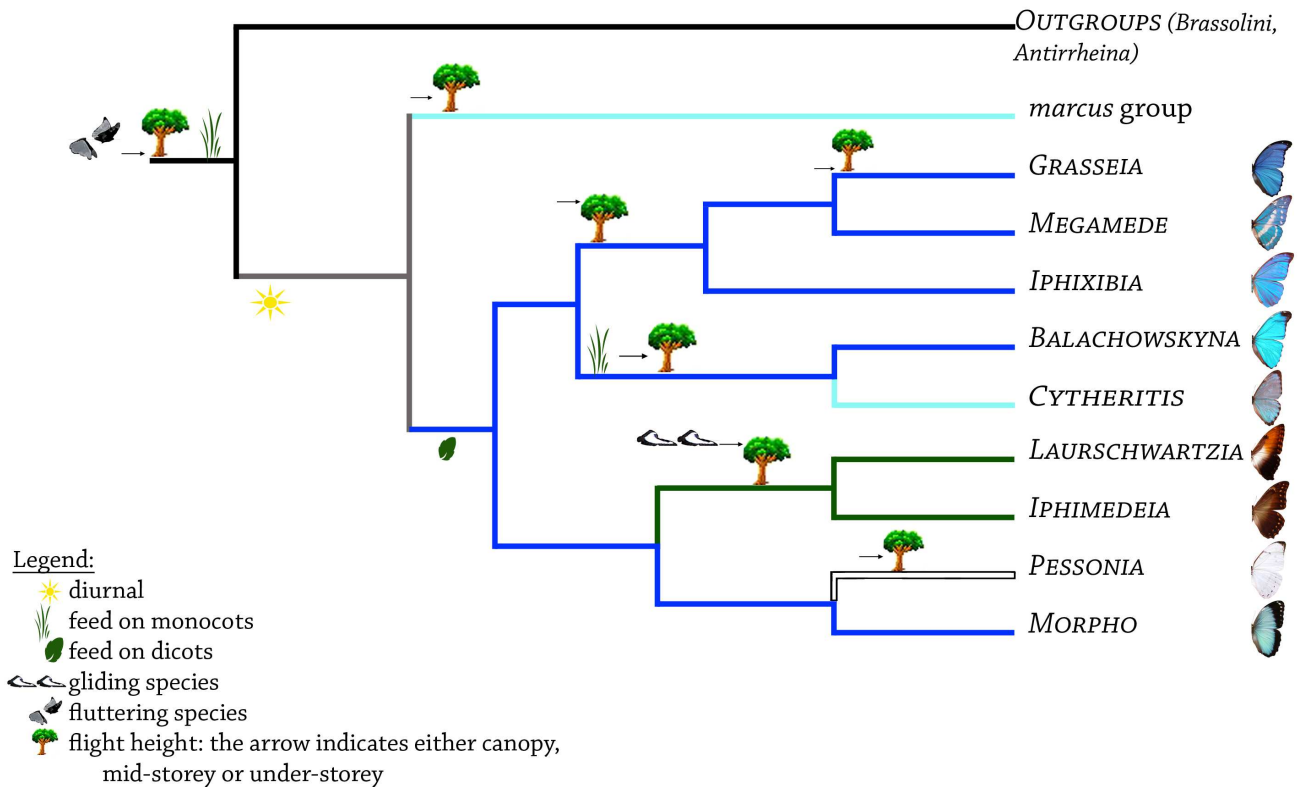 OUTGROUPS (Brassolini,
Antirrheina)
marcus group
GRASSEIA
MEGAMEDE
IPHIXIBIA
BALACHOWSKYNA
CYTHERITIS
LAURSCHWARTZIA
IPHIMEDEIA
PESSONIA
MORPHO
Legend:
diurnal
feed on monocots
feed on dicots
gliding species
fluttering species
flight height: the arrow indicates either canopy,
mid-storey or under-storey